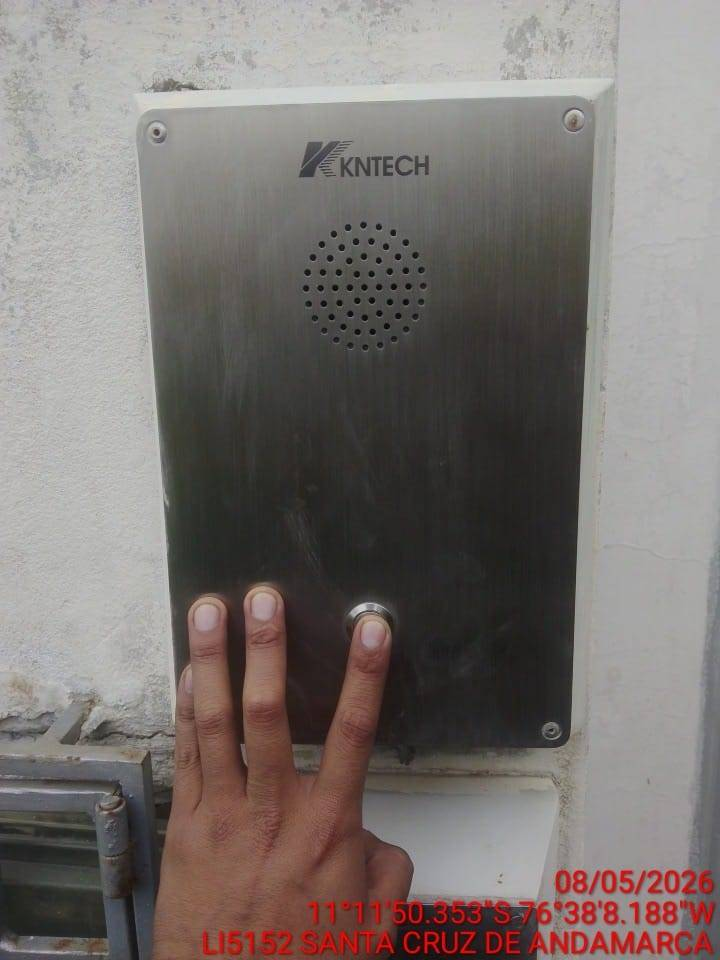 KNTECH
08/05/2026
11°11'50.353"S 76°38'8.188"W
LI5152 SANTA CRUZ DE ANDAMARCA